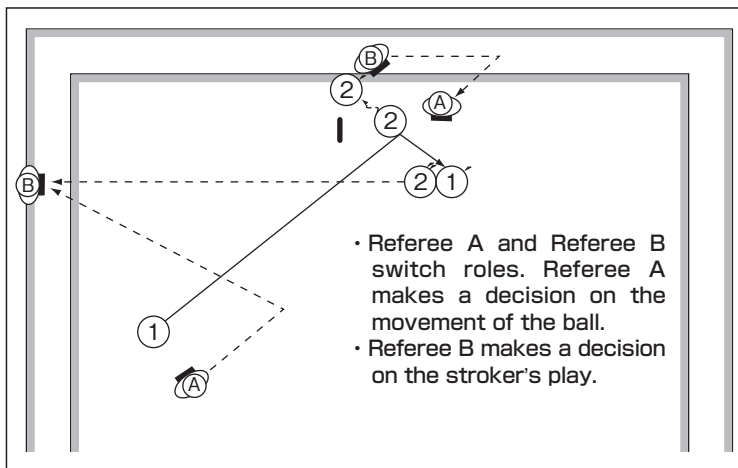 B
2
A
2
2 1
B
1
A
・Referee A and Referee B
switch roles. Referee A
makes a decision on the
movement of the ball.
・Referee B makes a decision
on the stroker's play.